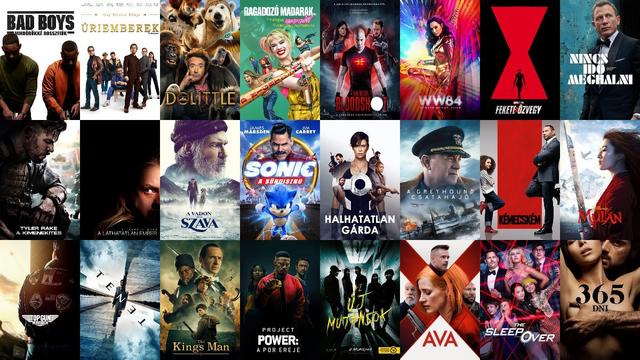 BAD BOYS
MINDÖRÖKKÉ ROSSZFIÚK
ÚRIEMBEREK
DOLITTLE
RAGADOZÓ MADARAK
BLOODSHOT
WW84
FEKETE ÖZVEGY
NINCS
IDŐ
MEGHALNI
TYLER RAKE
A KIMENEKÍTÉS
A LÁTHATATLAN EMBER
A VADON
SZAVA
JAMES
MARSDEN
JIM
CARREY
SONIC
A SÜNDISZNÓ
HALHATATLAN
GÁRDA
A GREYHOUND
CSATAHAJÓ
KÉMESKÉM
MULAN
TOP GUN
TENET
The
King's Man
PROJECT
POWER:
A POR EREJE
ÚJ
MUTÁNSOK
AVA
THE
SLEEPOVER
365
DNI